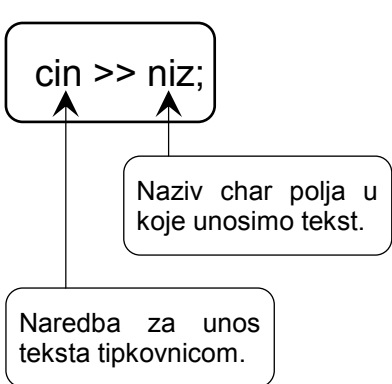 cin >> niz;
Naziv char polja u
koje unosimo tekst.
Naredba za unos
teksta tipkovnicom.